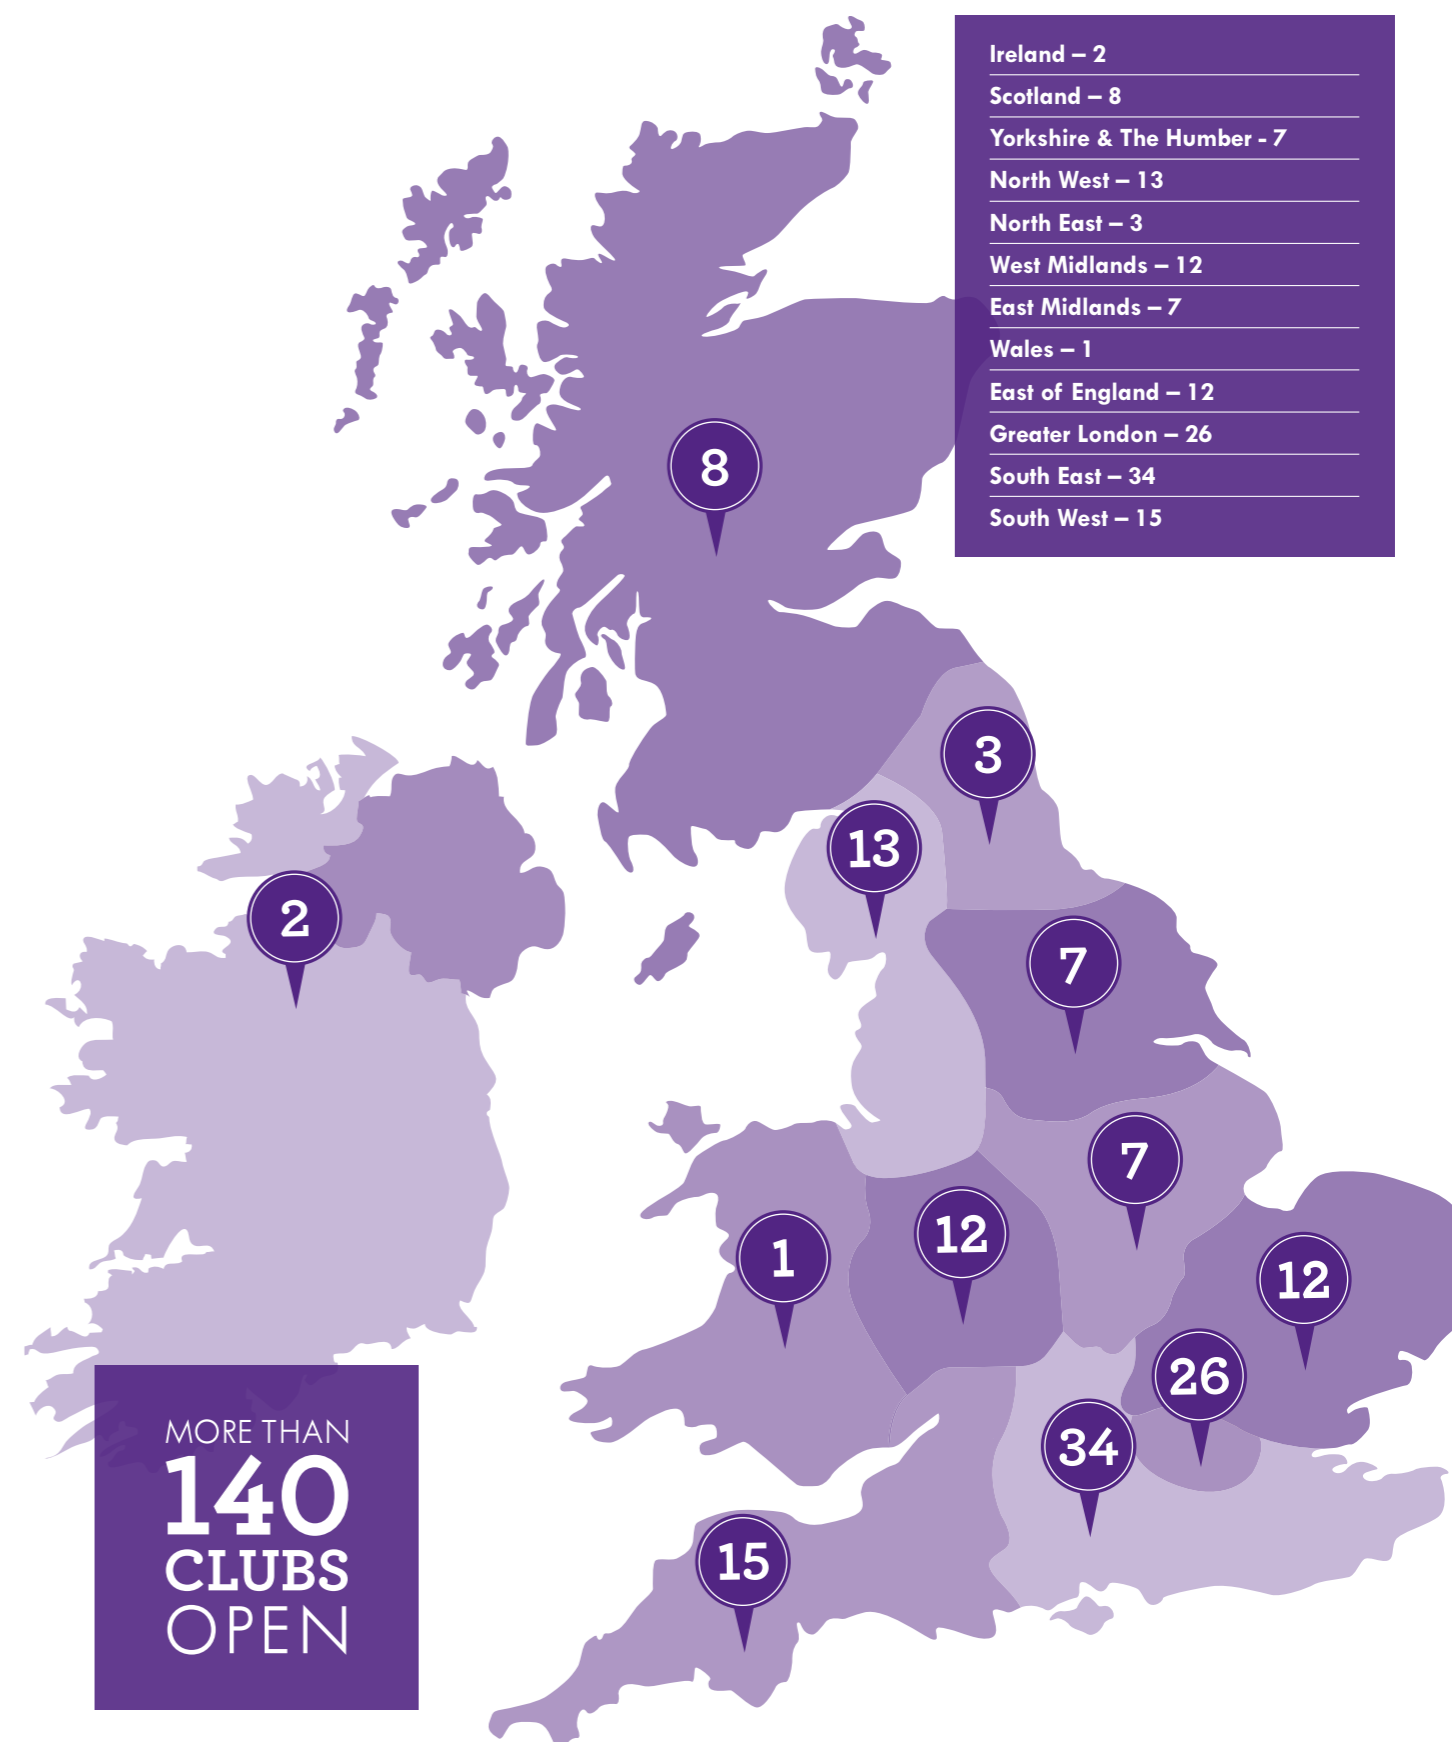 Ireland – 2
Scotland – 8
Yorkshire & The Humber - 7
North West – 13
North East – 3
West Midlands – 12
East Midlands – 7
Wales – 1
East of England – 12
Greater London – 26
South East – 34
South West – 15
8
3
13
2
7
7
12
1
12
26
34
15
MORE THAN
140
CLUBS
OPEN